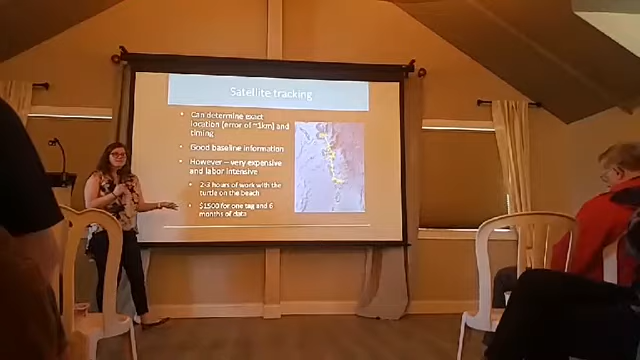 Satellite tracking
• Can determine exact
location (error of ~1km) and
timing
• Good baseline information
• However – very expensive
and labor intensive
• 2-3 hours of work with the
turtle on the beach
• $1500 for one tag and 6
months of data